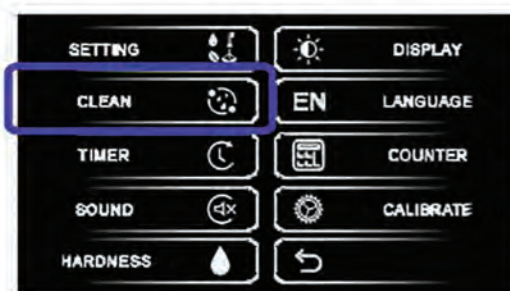 SETTING
DISPLAY
CLEAN
EN LANGUAGE
TIMER
COUNTER
SOUND
CALIBRATE
HARDNESS